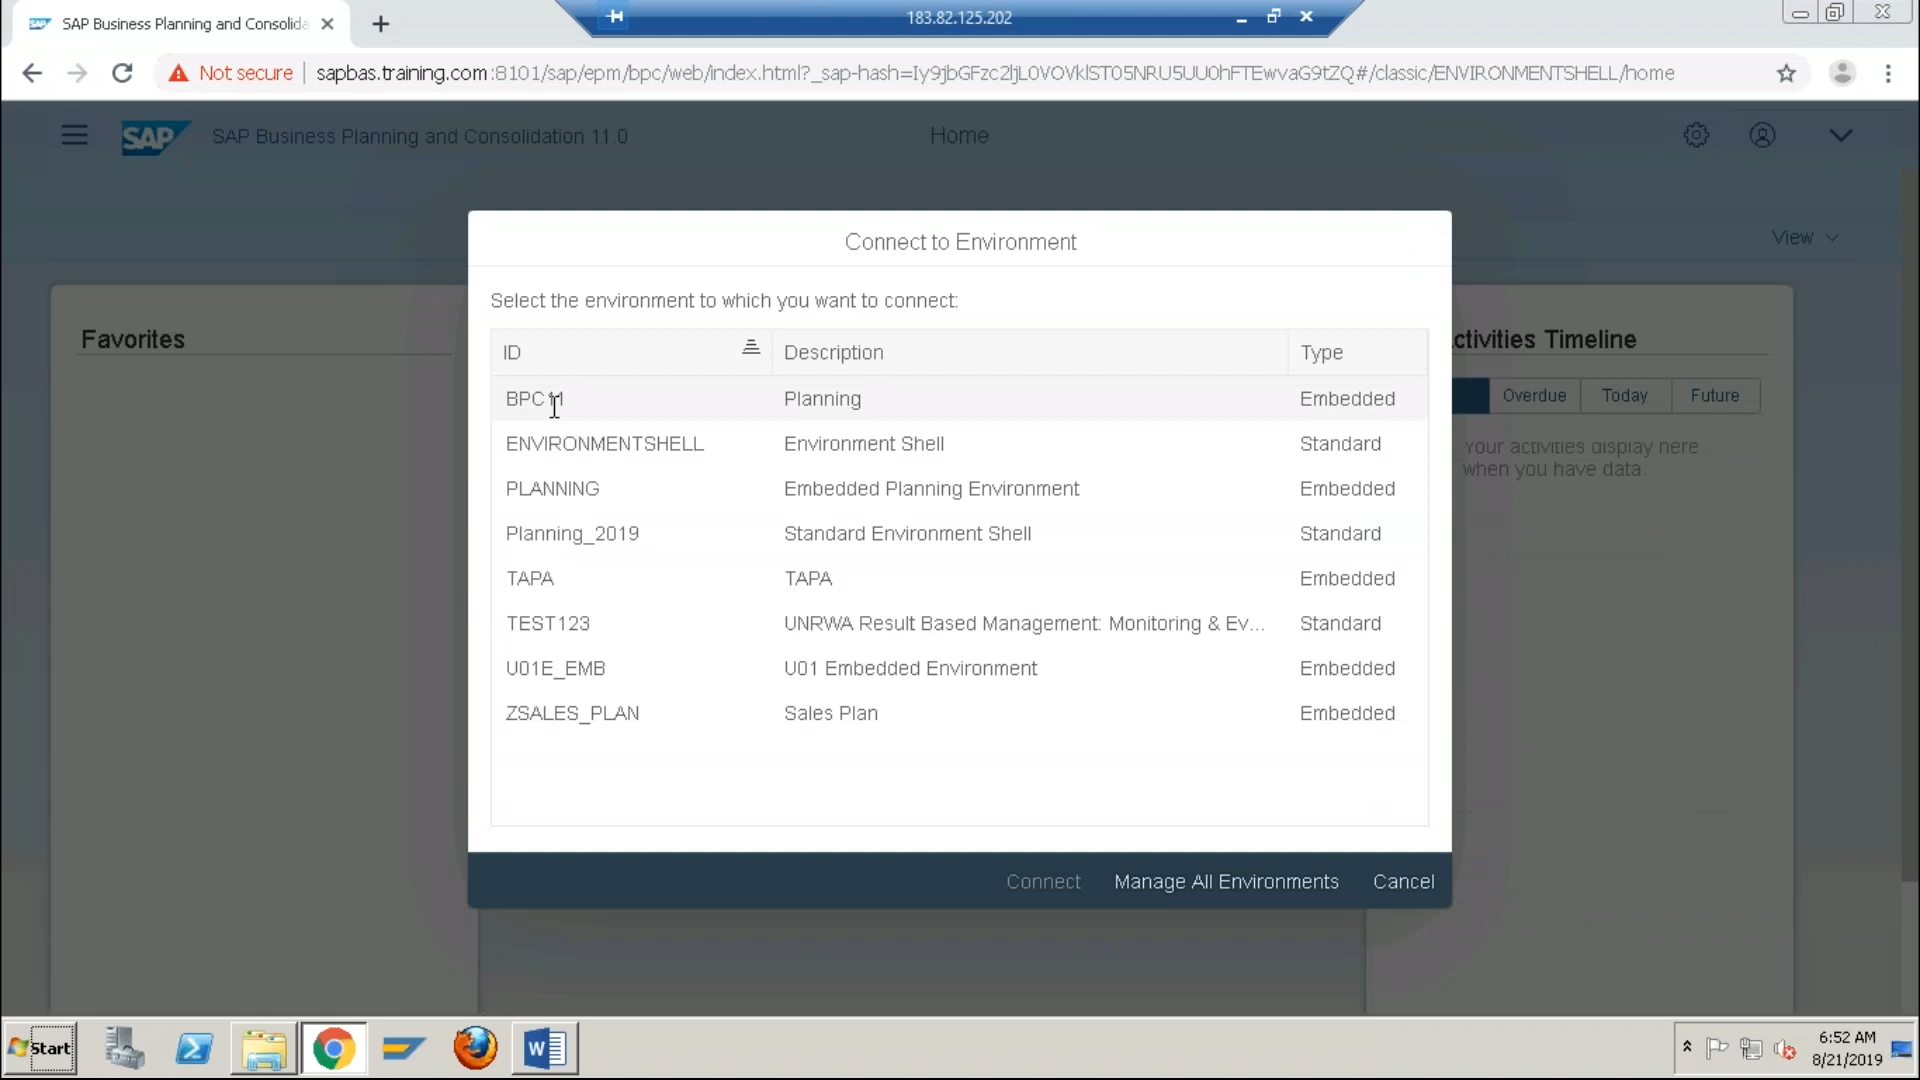 SAP Business Planning and Consolida
183.82.125.202
Not secure
sapbas.training.com:8101/sap/epm/bpc/web/index.html?_sap-hash=Iy9jbGFzc2ljL0VOVklST05NRU5UU0hFTEwvaG9tZQ#/classic/ENVIRONMENTSHELL/home
SAP
SAP Business Planning and Consolidation 11.0
Home
View
Favorites
Connect to Environment
Select the environment to which you want to connect:
ID Description Type
BPC11 Planning Embedded
ENVIRONMENTSHELL Environment Shell Standard
PLANNING Embedded Planning Environment Embedded
Planning_2019 Standard Environment Shell Standard
TAPA TAPA Embedded
TEST123 UNRWA Result Based Management: Monitoring & Ev... Standard
U01E_EMB U01 Embedded Environment Embedded
ZSALES_PLAN Sales Plan Embedded
Connect Manage All Environments Cancel
ctivities Timeline
Overdue Today Future
Your activities display here
when you have data.
Start
6:52 AM
8/21/2019